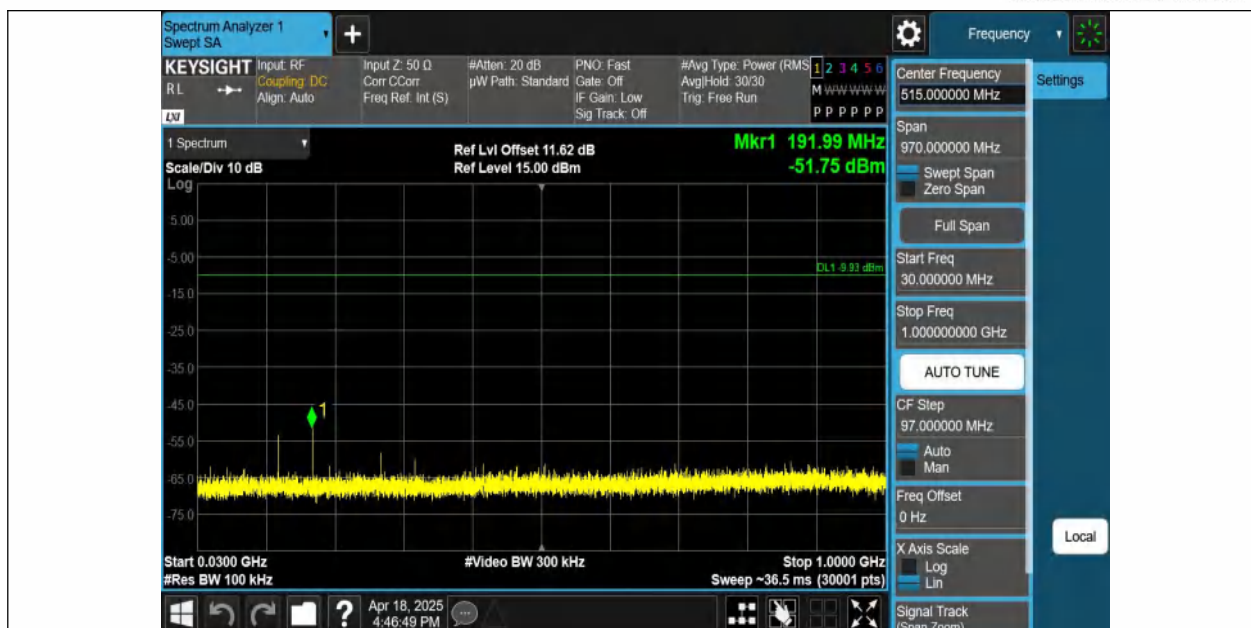 Spectrum Analyzer 1
Swept SA
+
Frequency
KEYSIGHT
RL
LXI
Input: RF
Coupling: DC
Align: Auto
Input Z: 50 Ω
Corr CCorr
Freq Ref: Int (S)
#Atten: 20 dB
µW Path: Standard
PNO: Fast
Gate: Off
IF Gain: Low
Sig Track: Off
#Avg Type: Power (RMS
Avg|Hold: 30/30
Trig: Free Run
1 2 3 4 5 6
M W W W W W
P P P P P P
1 Spectrum
Scale/Div 10 dB
Log
Ref Lvl Offset 11.62 dB
Ref Level 15.00 dBm
Mkr1 191.99 MHz
-51.75 dBm
5.00
-5.00
DL1 -9.93 dBm
-15.0
-25.0
-35.0
-45.0
1
-55.0
-65.0
-75.0
Start 0.0300 GHz
#Res BW 100 kHz
#Video BW 300 kHz
Stop 1.0000 GHz
Sweep ~36.5 ms (30001 pts)
?
Apr 18, 2025
4:46:49 PM
Center Frequency
515.000000 MHz
Settings
Span
970.000000 MHz
Swept Span
Zero Span
Full Span
Start Freq
30.000000 MHz
Stop Freq
1.000000000 GHz
AUTO TUNE
CF Step
97.000000 MHz
Auto
Man
Freq Offset
0 Hz
Local
X Axis Scale
Log
Lin
Signal Track
(Span Zoom)